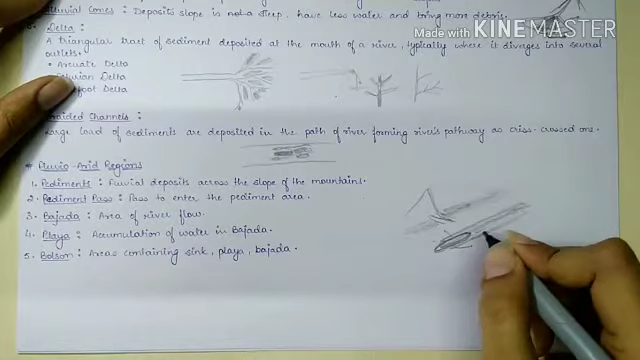 Alluvial Cones : Deposits slope is not a steep, have less water and bring more debries
Made with KINEMASTER
Delta :
A triangular tract of sediment deposited at the mouth of a river, typically where it diverges into several
outlets.
• Arcuate Delta
Delta
foot Delta
Braided Channels :
Large load of sediments are deposited in the path of river forming river's pathway as criss-crossed one.
* Fluvio-Arid Regions
1. Pediments : Fluvial deposits across the slope of the mountains.
2. Pediment Pass : Pass to enter the pediment area.
3. Bajada : Area of river flow.
4. Playa : Accumulation of water in Bajada.
5. Bolson : Areas containing sink, playa, bajada.